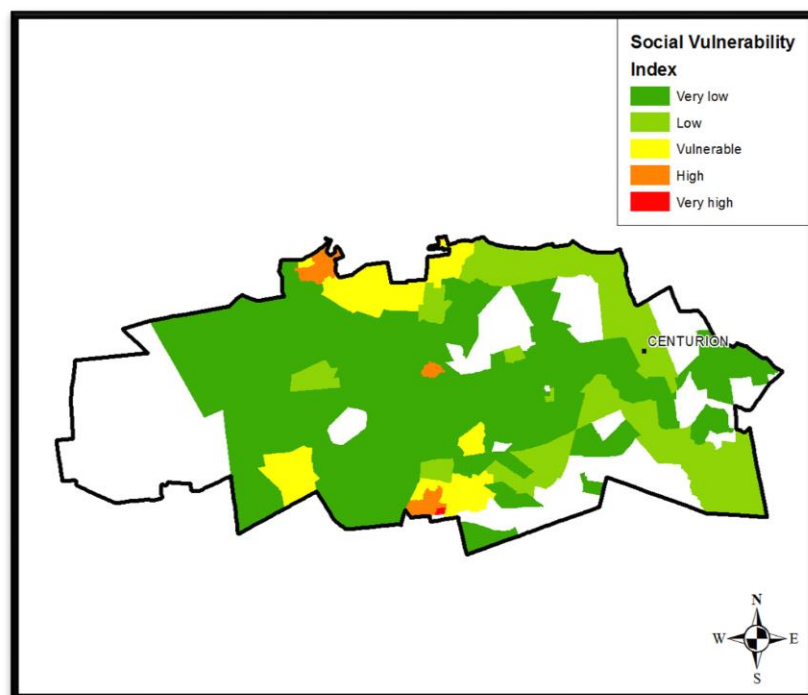 Social Vulnerability
Index
Very low
Low
Vulnerable
High
Very high
CENTURION
N
W E
S